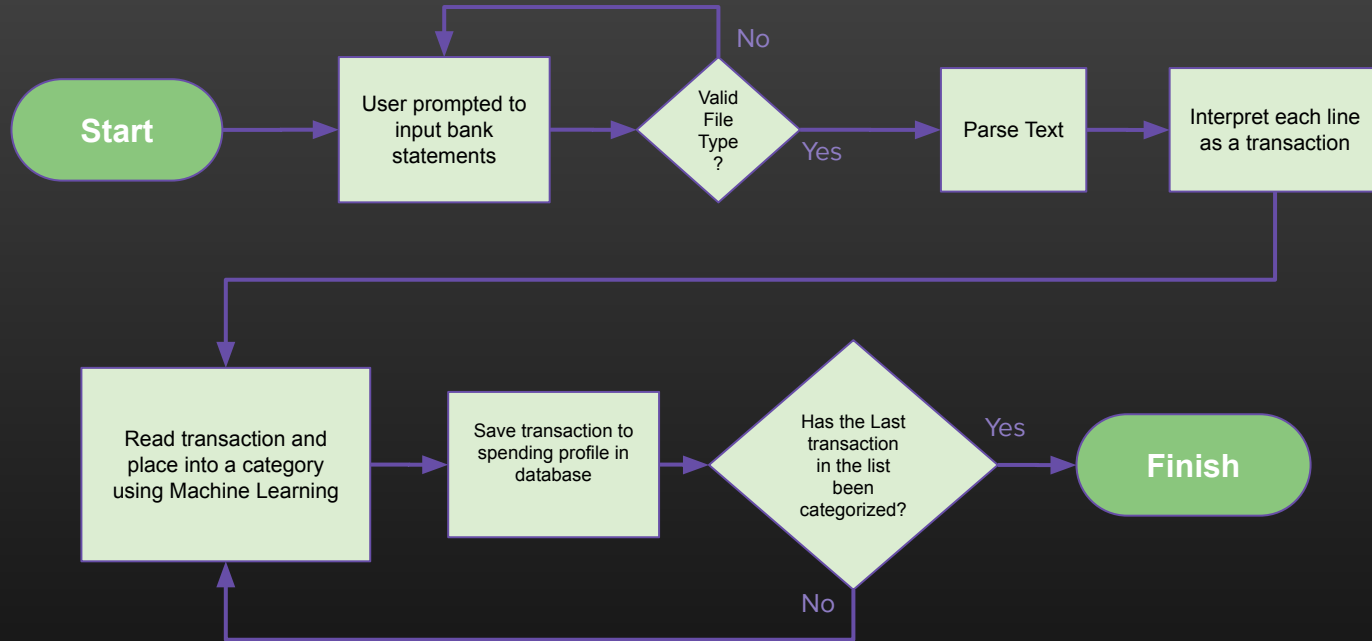 No
Start
User prompted to
input bank
statements
Valid
File
Type
?
Yes
Parse Text
Interpret each line
as a transaction
Read transaction and
place into a category
using Machine Learning
Save transaction to
spending profile in
database
Has the Last
transaction
in the list
been
categorized?
Yes
Finish
No